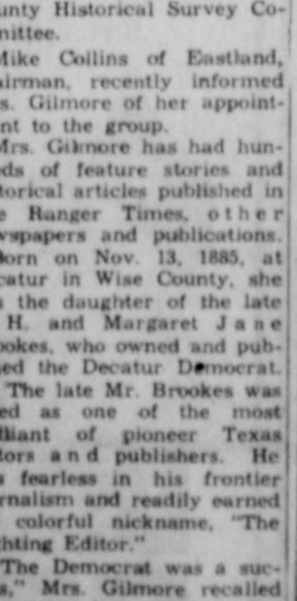 unty Historical Survey Co-
mittee.
Mike Collins of Eastland,
airman, recently informed
s. Gilmore of her appoint-
nt to the group.
Mrs. Gilmore has had hun-
eds of feature stories and
torical articles published in
e Ranger Times, other
wspapers and publications.
Born on Nov. 13, 1885, at
catur in Wise County, she
s the daughter of the late
H. and Margaret Jane
ookes, who owned and pub-
ed the Decatur Democrat.
The late Mr. Brookes was
ed as one of the most
lliant of pioneer Texas
tors and publishers. He
s fearless in his frontier
rnalism and readily earned
colorful nickname, "The
hting Editor."
"The Democrat was a suc-
s," Mrs. Gilmore recalled